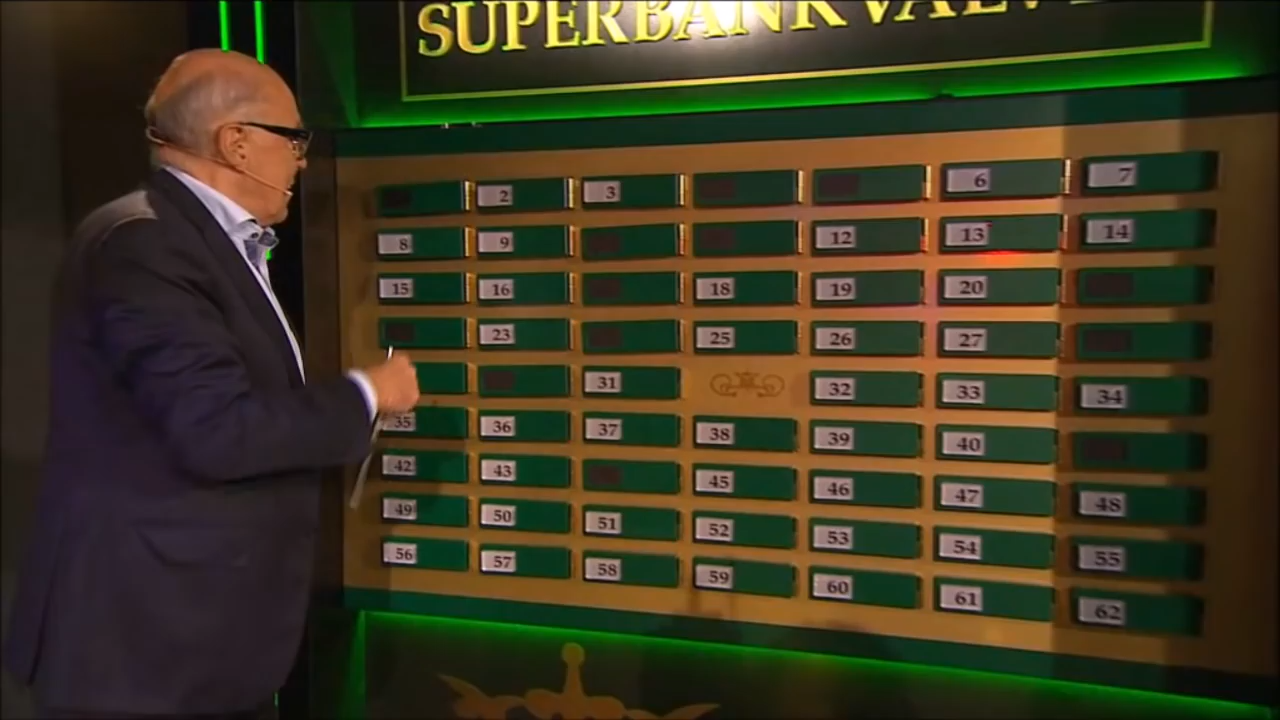 SUPERBANKVALVET
2 3 6 7
8 9 12 13 14
15 16 18 19 20
23 25 26 27
31 32 33 34
35 36 37 38 39 40
42 43 45 46 47 48
49 50 51 52 53 54 55
56 57 58 59 60 61 62